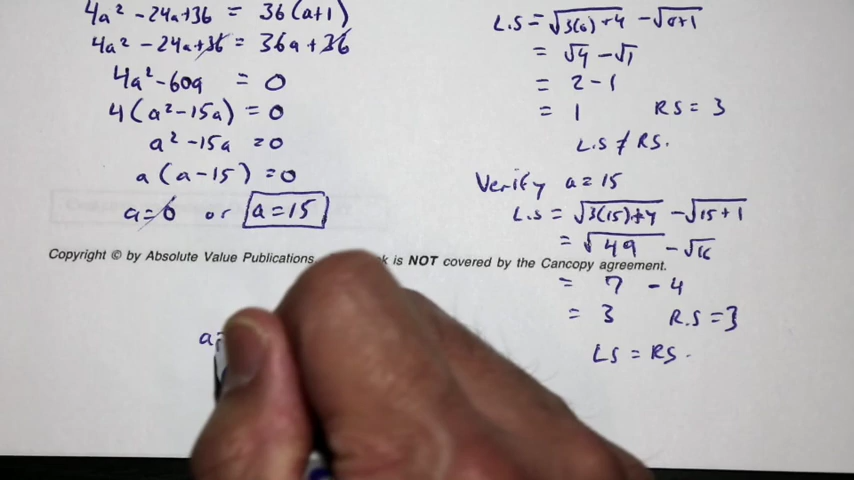 4a² - 24a + 36 = 36(a+1)
4a² - 24a + 36 = 36a + 36
4a² - 60a = 0
4(a² - 15a) = 0
a² - 15a = 0
a(a - 15) = 0
a = 0 or a = 15
L.S = √3(0) + 4 - √0+1
= √4 - √1
= 2 - 1
= 1 RS = 3
L.S ≠ RS.
Verify a = 15
L.S = √3(15)+4 - √15+1
= √49 - √16
= 7 - 4
= 3 R.S = 3
LS = RS.
Copyright © by Absolute Value Publications. is NOT covered by the Cancopy agreement.
a=